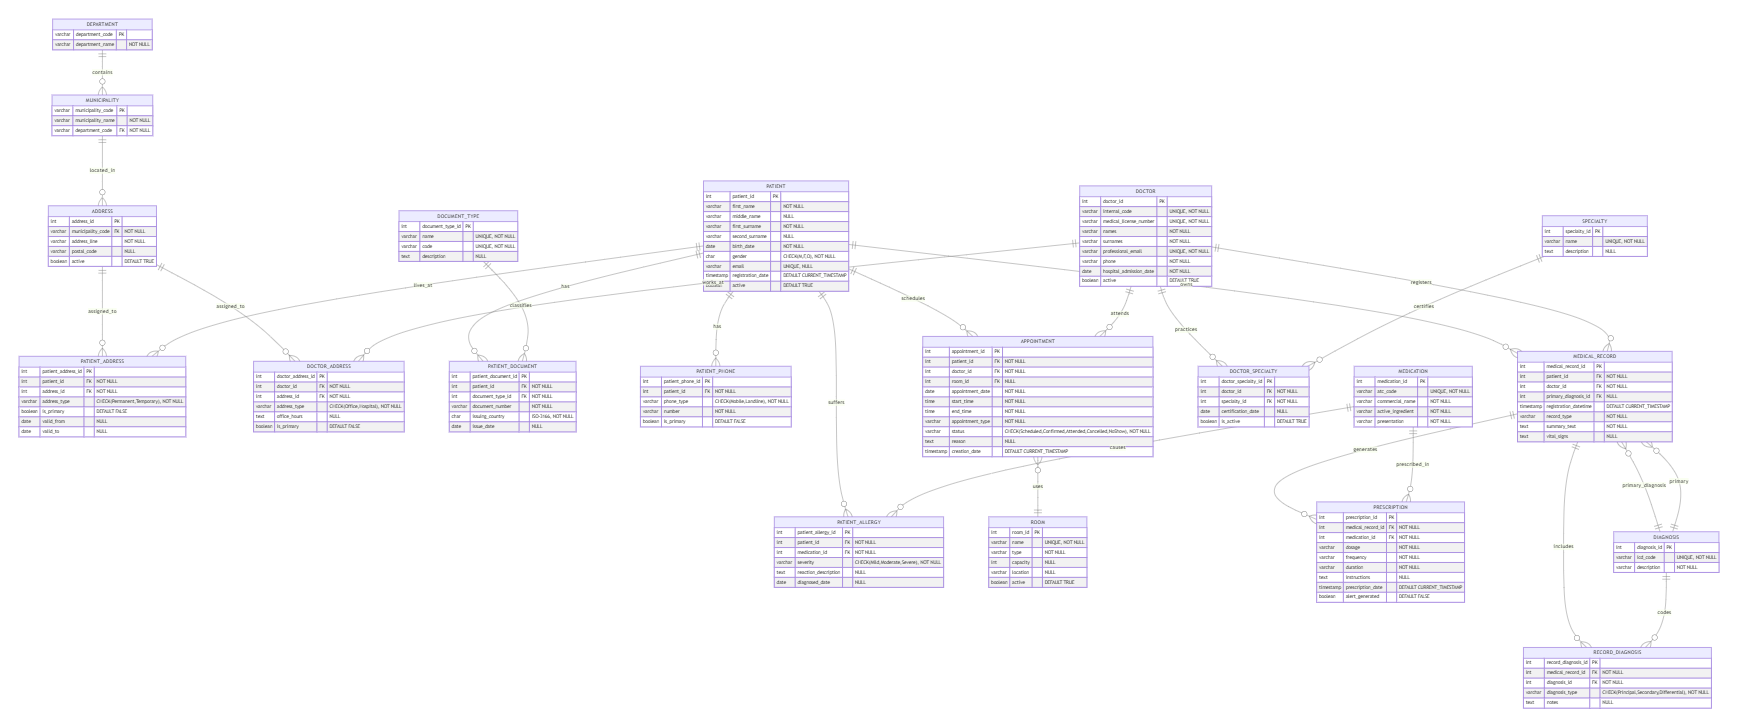 DEPARTMENT
varchar department_code PK
varchar department_name NOT NULL
contains
MUNICIPALITY
varchar municipality_code PK
varchar municipality_name NOT NULL
varchar department_code FK NOT NULL
located_in
ADDRESS
int address_id PK
varchar municipality_code FK NOT NULL
varchar address_line NOT NULL
varchar postal_code NULL
boolean active DEFAULT TRUE
DOCUMENT_TYPE
int document_type_id PK
varchar name UNIQUE, NOT NULL
varchar code UNIQUE, NOT NULL
text description NULL
PATIENT
int patient_id PK
varchar first_name NOT NULL
varchar middle_name NULL
varchar first_surname NOT NULL
varchar second_surname NULL
date birth_date NOT NULL
char gender NOT NULL
varchar email UNIQUE, NULL
timestamp registration_date DEFAULT CURRENT_TIMESTAMP
boolean active DEFAULT TRUE
DOCTOR
int doctor_id PK
varchar internal_code UNIQUE, NOT NULL
varchar medical_license_number UNIQUE, NOT NULL
varchar names NOT NULL
varchar surnames NOT NULL
varchar professional_email UNIQUE, NOT NULL
varchar phone NOT NULL
date hospital_admission_date NOT NULL
boolean active DEFAULT TRUE
SPECIALTY
int specialty_id PK
varchar name UNIQUE, NOT NULL
text description NULL
assigned_to
assigned_to
lives_at
has
classifies
works_at
has
suffers
schedules
attends
practices
registers
certifies
PATIENT_ADDRESS
int patient_address_id PK
int patient_id FK NOT NULL
int address_id FK NOT NULL
varchar address_type CHECK(Permanent,Temporary), NOT NULL
boolean is_primary DEFAULT FALSE
date valid_from NULL
date valid_to NULL
DOCTOR_ADDRESS
int doctor_address_id PK
int doctor_id FK NOT NULL
int address_id FK NOT NULL
varchar address_type CHECK(Office,Hospital), NOT NULL
text office_hours NULL
boolean is_primary DEFAULT FALSE
PATIENT_DOCUMENT
int patient_document_id PK
int patient_id FK NOT NULL
int document_type_id FK NOT NULL
varchar document_number NOT NULL
char issuing_country ISO-3166, NOT NULL
date issue_date NULL
PATIENT_PHONE
int patient_phone_id PK
int patient_id FK NOT NULL
varchar phone_type CHECK(Mobile,Landline), NOT NULL
varchar number NOT NULL
boolean is_primary DEFAULT FALSE
APPOINTMENT
int appointment_id PK
int patient_id FK NOT NULL
int doctor_id FK NOT NULL
int room_id FK NULL
date appointment_date NOT NULL
time start_time NOT NULL
time end_time NOT NULL
varchar appointment_type NOT NULL
varchar status CHECK(Scheduled,Confirmed,Attended,Cancelled,NoShow), NOT NULL
text reason NULL
timestamp creation_date DEFAULT CURRENT_TIMESTAMP
DOCTOR_SPECIALTY
int doctor_specialty_id PK
int doctor_id FK NOT NULL
int specialty_id FK NOT NULL
date certification_date NULL
boolean is_active DEFAULT TRUE
MEDICATION
int medication_id PK
varchar atc_code UNIQUE, NOT NULL
varchar commercial_name NOT NULL
varchar active_ingredient NOT NULL
varchar presentation NOT NULL
MEDICAL_RECORD
int medical_record_id PK
int patient_id FK NOT NULL
int doctor_id FK NOT NULL
int primary_diagnosis_id FK NULL
timestamp registration_datetime DEFAULT CURRENT_TIMESTAMP
varchar record_type NOT NULL
text summary_text NOT NULL
text vital_signs NULL
causes
uses
generates
prescribed_in
primary_diagnosis
primary
includes
codes
PATIENT_ALLERGY
int patient_allergy_id PK
int patient_id FK NOT NULL
int medication_id FK NOT NULL
varchar severity CHECK(Mild,Moderate,Severe), NOT NULL
text reaction_description NULL
date diagnosed_date NULL
ROOM
int room_id PK
varchar name UNIQUE, NOT NULL
varchar type NOT NULL
int capacity NULL
varchar location NULL
boolean active DEFAULT TRUE
PRESCRIPTION
int prescription_id PK
int medical_record_id FK NOT NULL
int medication_id FK NOT NULL
varchar dosage NOT NULL
varchar frequency NOT NULL
varchar duration NOT NULL
text instructions NULL
timestamp prescription_date DEFAULT CURRENT_TIMESTAMP
boolean alert_generated DEFAULT FALSE
DIAGNOSIS
int diagnosis_id PK
varchar icd_code UNIQUE, NOT NULL
varchar description NOT NULL
RECORD_DIAGNOSIS
int record_diagnosis_id PK
int medical_record_id FK NOT NULL
int diagnosis_id FK NOT NULL
varchar diagnosis_type CHECK(Principal,Secondary,Differential), NOT NULL
text notes NULL